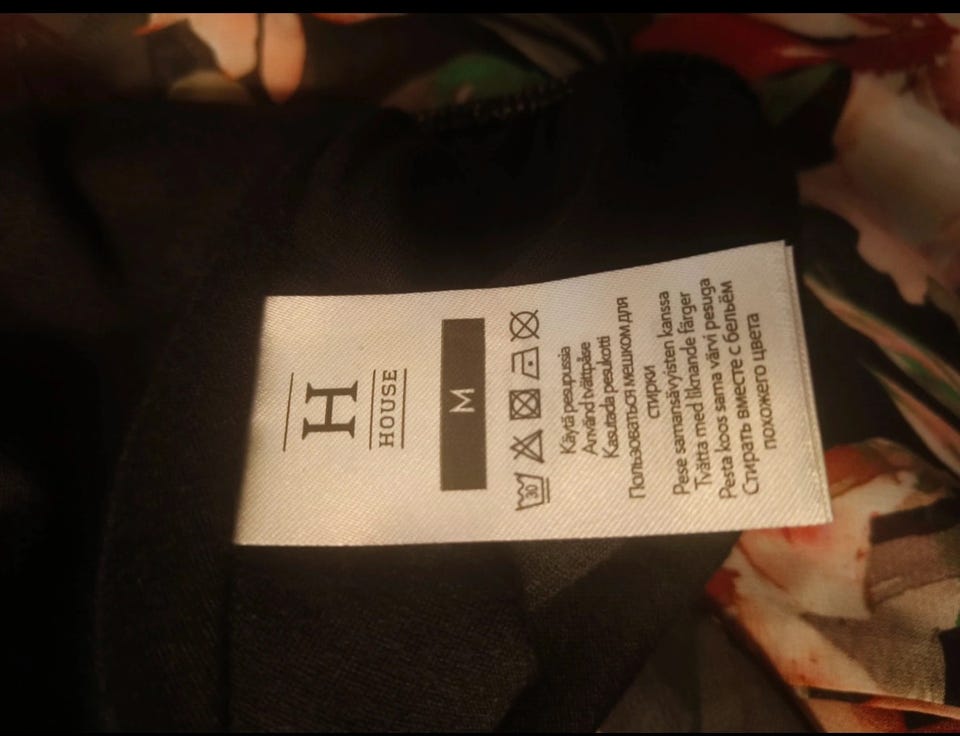 H
HOUSE
M
30
Käytä pesupussia
Använd tvättpåse
Kasutada pesukotti
Пользоваться мешком для
стирки
Pese samansävyisten kanssa
Tvätta med liknande färger
Pesta koos sama värvi pesuga
Стирать вместе с бельём
похожего цвета